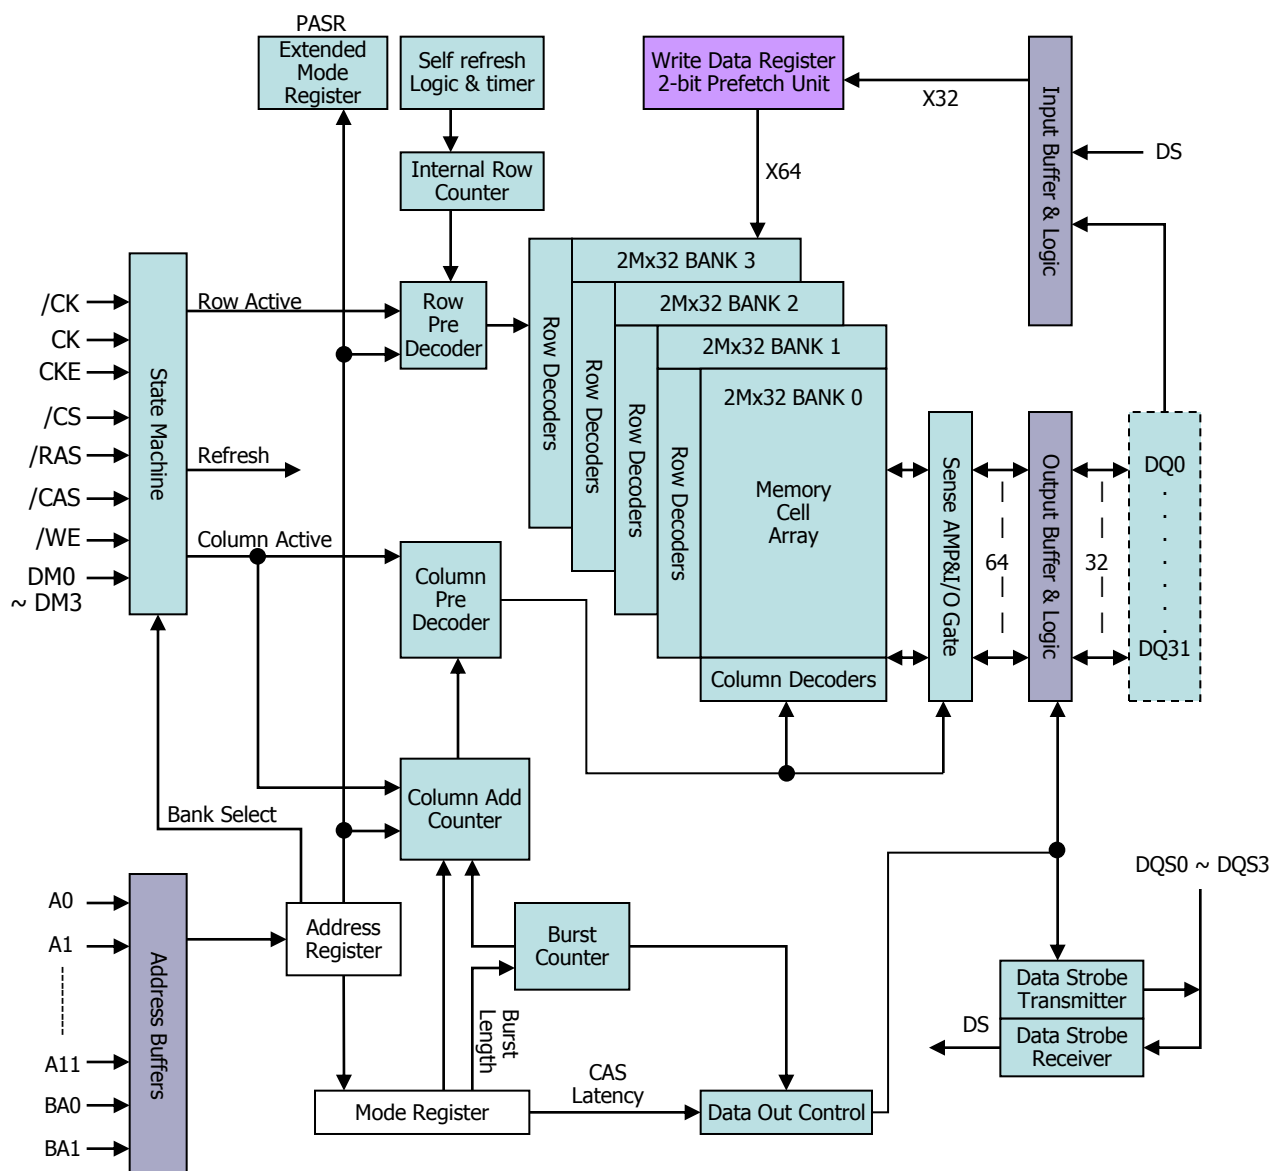 PASR
Extended
Mode
Register
Self refresh
Logic & timer
Internal Row
Counter
Write Data Register
2-bit Prefetch Unit
X32
X64
Input Buffer & Logic
DS
/CK
CK
CKE
/CS
/RAS
/CAS
/WE
DM0
~ DM3
State Machine
Row Active
Refresh
Column Active
Row
Pre
Decoder
Row Decoders
Row Decoders
Row Decoders
Row Decoders
2Mx32 BANK 3
2Mx32 BANK 2
2Mx32 BANK 1
2Mx32 BANK 0
Memory
Cell
Array
Column Decoders
Sense AMP&I/O Gate
64
Output Buffer & Logic
32
DQ0
.
.
.
.
.
.
.
DQ31
Column
Pre
Decoder
Column Add
Counter
Bank Select
A0
A1
A11
BA0
BA1
Address Buffers
Address
Register
Burst
Counter
Burst
Length
Mode Register
CAS
Latency
Data Out Control
DQS0 ~ DQS3
Data Strobe
Transmitter
Data Strobe
Receiver
DS